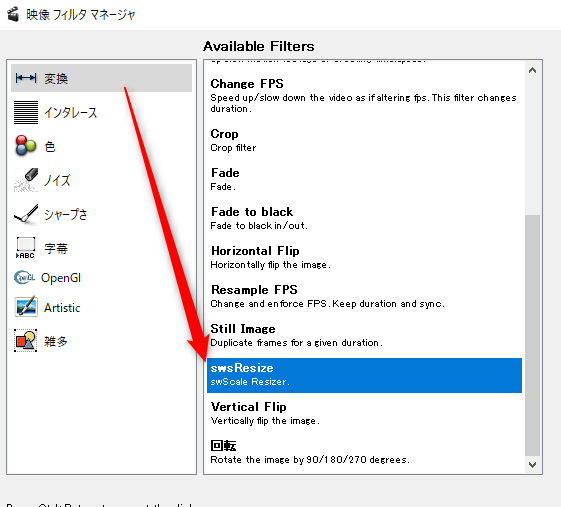 映像 フィルタ マネージャ
Available Filters
変換
インタレース
色
ノイズ
シャープさ
字幕
ABC
OpenGl
Artistic
雑多
Change FPS
Speed up/slow down the video as if altering fps. This filter changes
duration.
Crop
Crop filter
Fade
Fade.
Fade to black
Fade to black in/out.
Horizontal Flip
Horizontally flip the image.
Resample FPS
Change and enforce FPS. Keep duration and sync.
Still Image
Duplicate frames for a given duration.
swsResize
swScale Resizer.
Vertical Flip
Vertically flip the image.
回転
Rotate the image by 90/180/270 degrees.